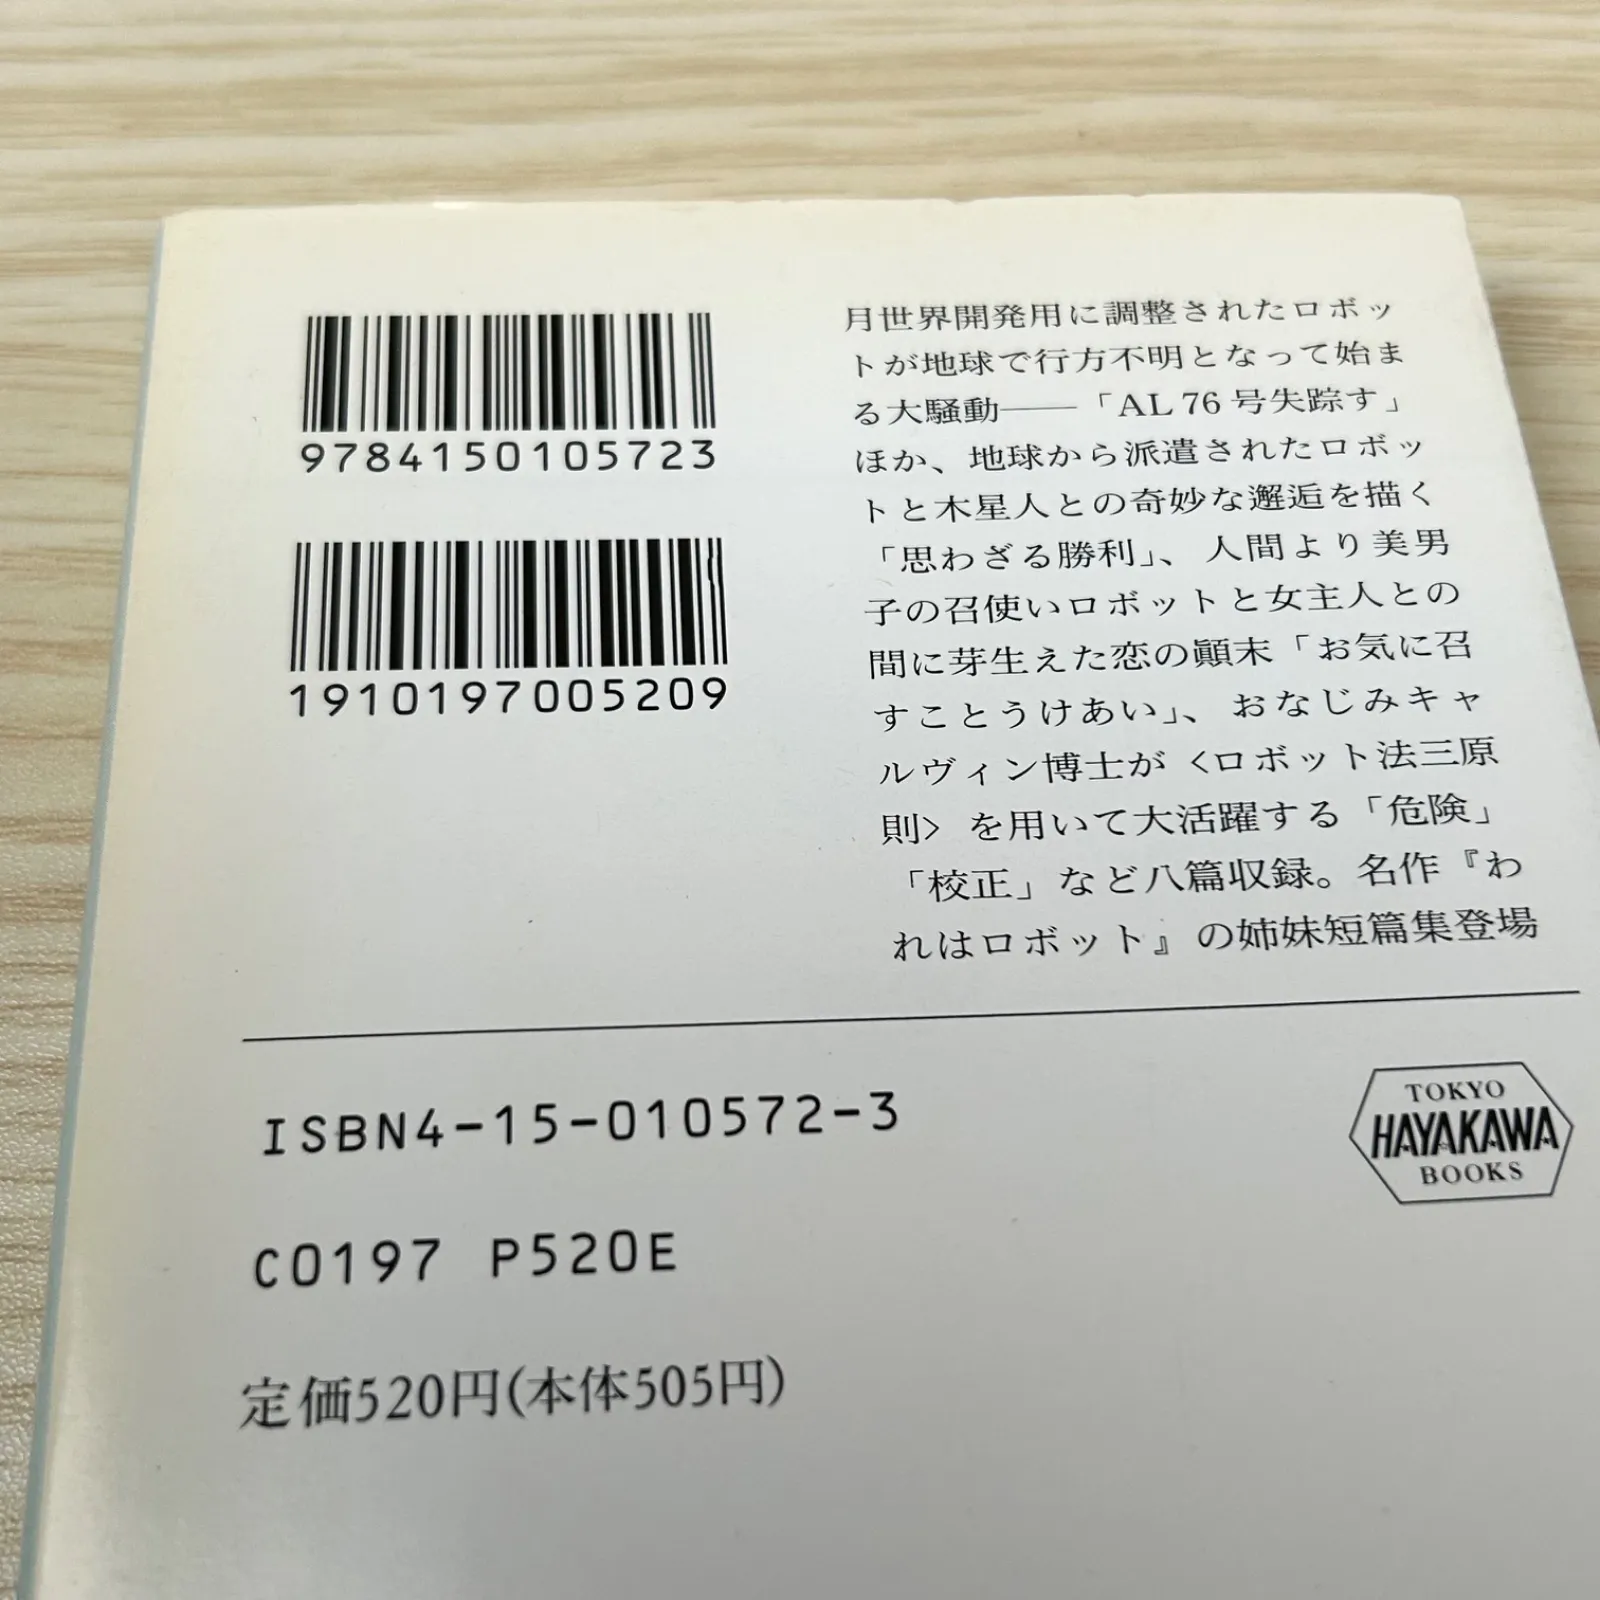 9784150105723
1910197005209
月世界開発用に調整されたロボッ
トが地球で行方不明となって始ま
る大騒動――「AL 76 号失踪す」
ほか、地球から派遣されたロボッ
トと木星人との奇妙な邂逅を描く
「思わざる勝利」、人間より美男
子の召使いロボットと女主人との
間に芽生えた恋の顚末「お気に召
すことうけあい」、おなじみキャ
ルヴィン博士が〈ロボット法三原
則〉を用いて大活躍する「危険」
「校正」など八篇収録。名作『わ
れはロボット』の姉妹短篇集登場
ISBN4-15-010572-3
C0197 P520E
定価520円(本体505円)
TOKYO
HAYAKAWA
BOOKS